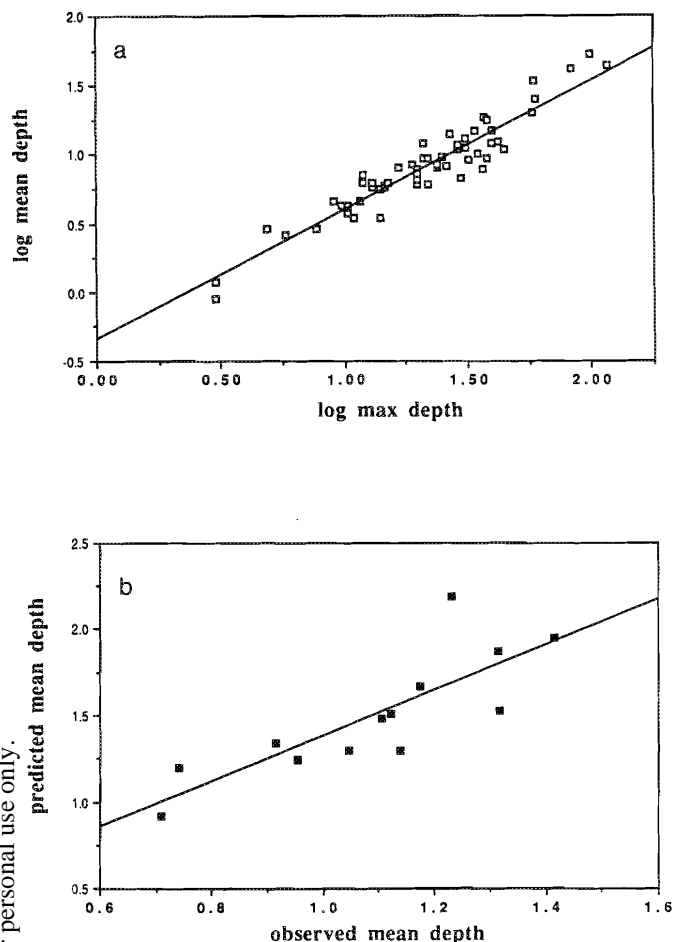 a
2.0
1.5
1.0
0.5
0.0
-0.5
log mean depth
0.00 0.50 1.00 1.50 2.00
log max depth
b
2.5
2.0
1.5
1.0
0.5
predicted mean depth
0.6 0.8 1.0 1.2 1.4 1.6
observed mean depth
personal use only.